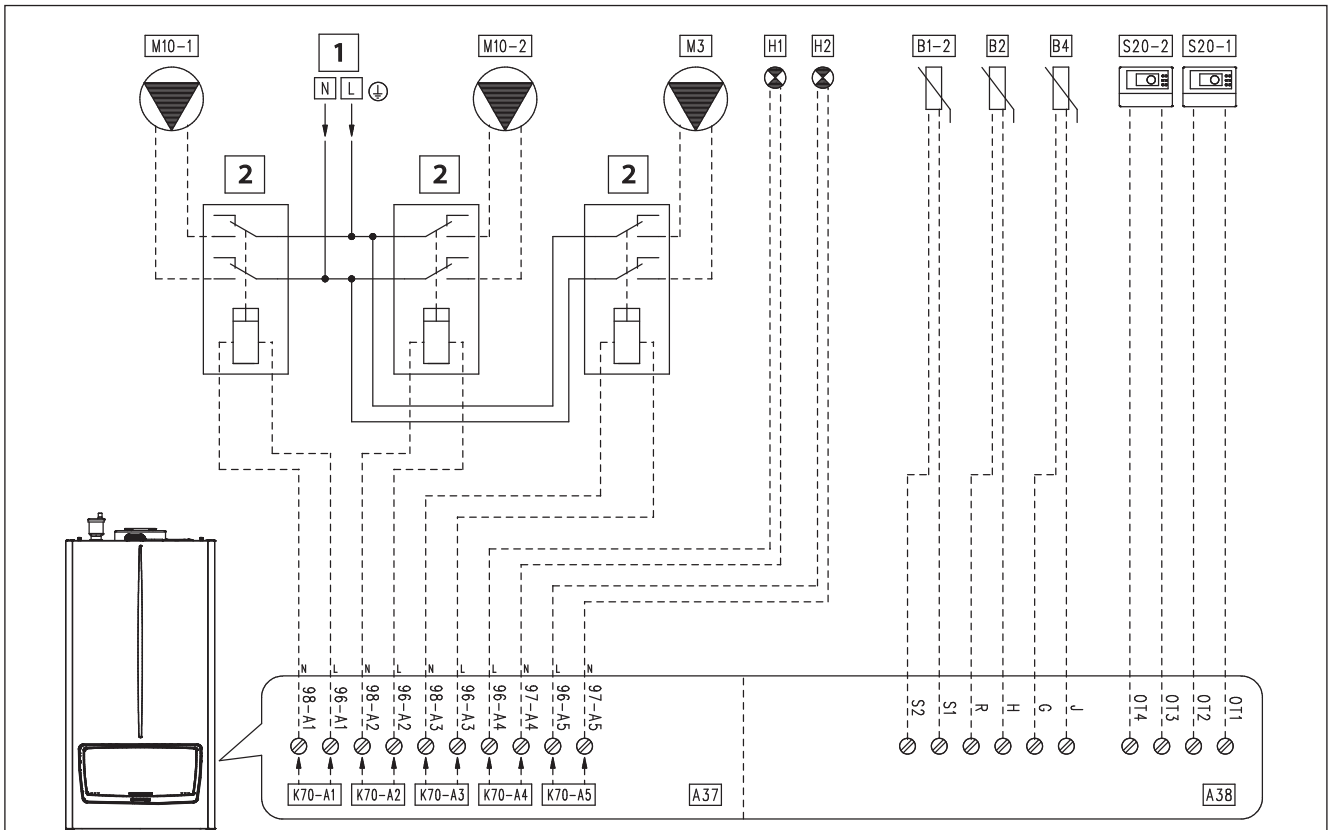 M10-1 1 M10-2 M3 H1 H2 B1-2 B2 B4 S20-2 S20-1
N L
2 2 2
N L N L N L L N L N
98-A1 96-A1 98-A2 96-A2 98-A3 96-A3 96-A4 97-A4 96-A5 97-A5 S2 S1 R H G J OT4 OT3 OT2 OT1
K70-A1 K70-A2 K70-A3 K70-A4 K70-A5 A37 A38